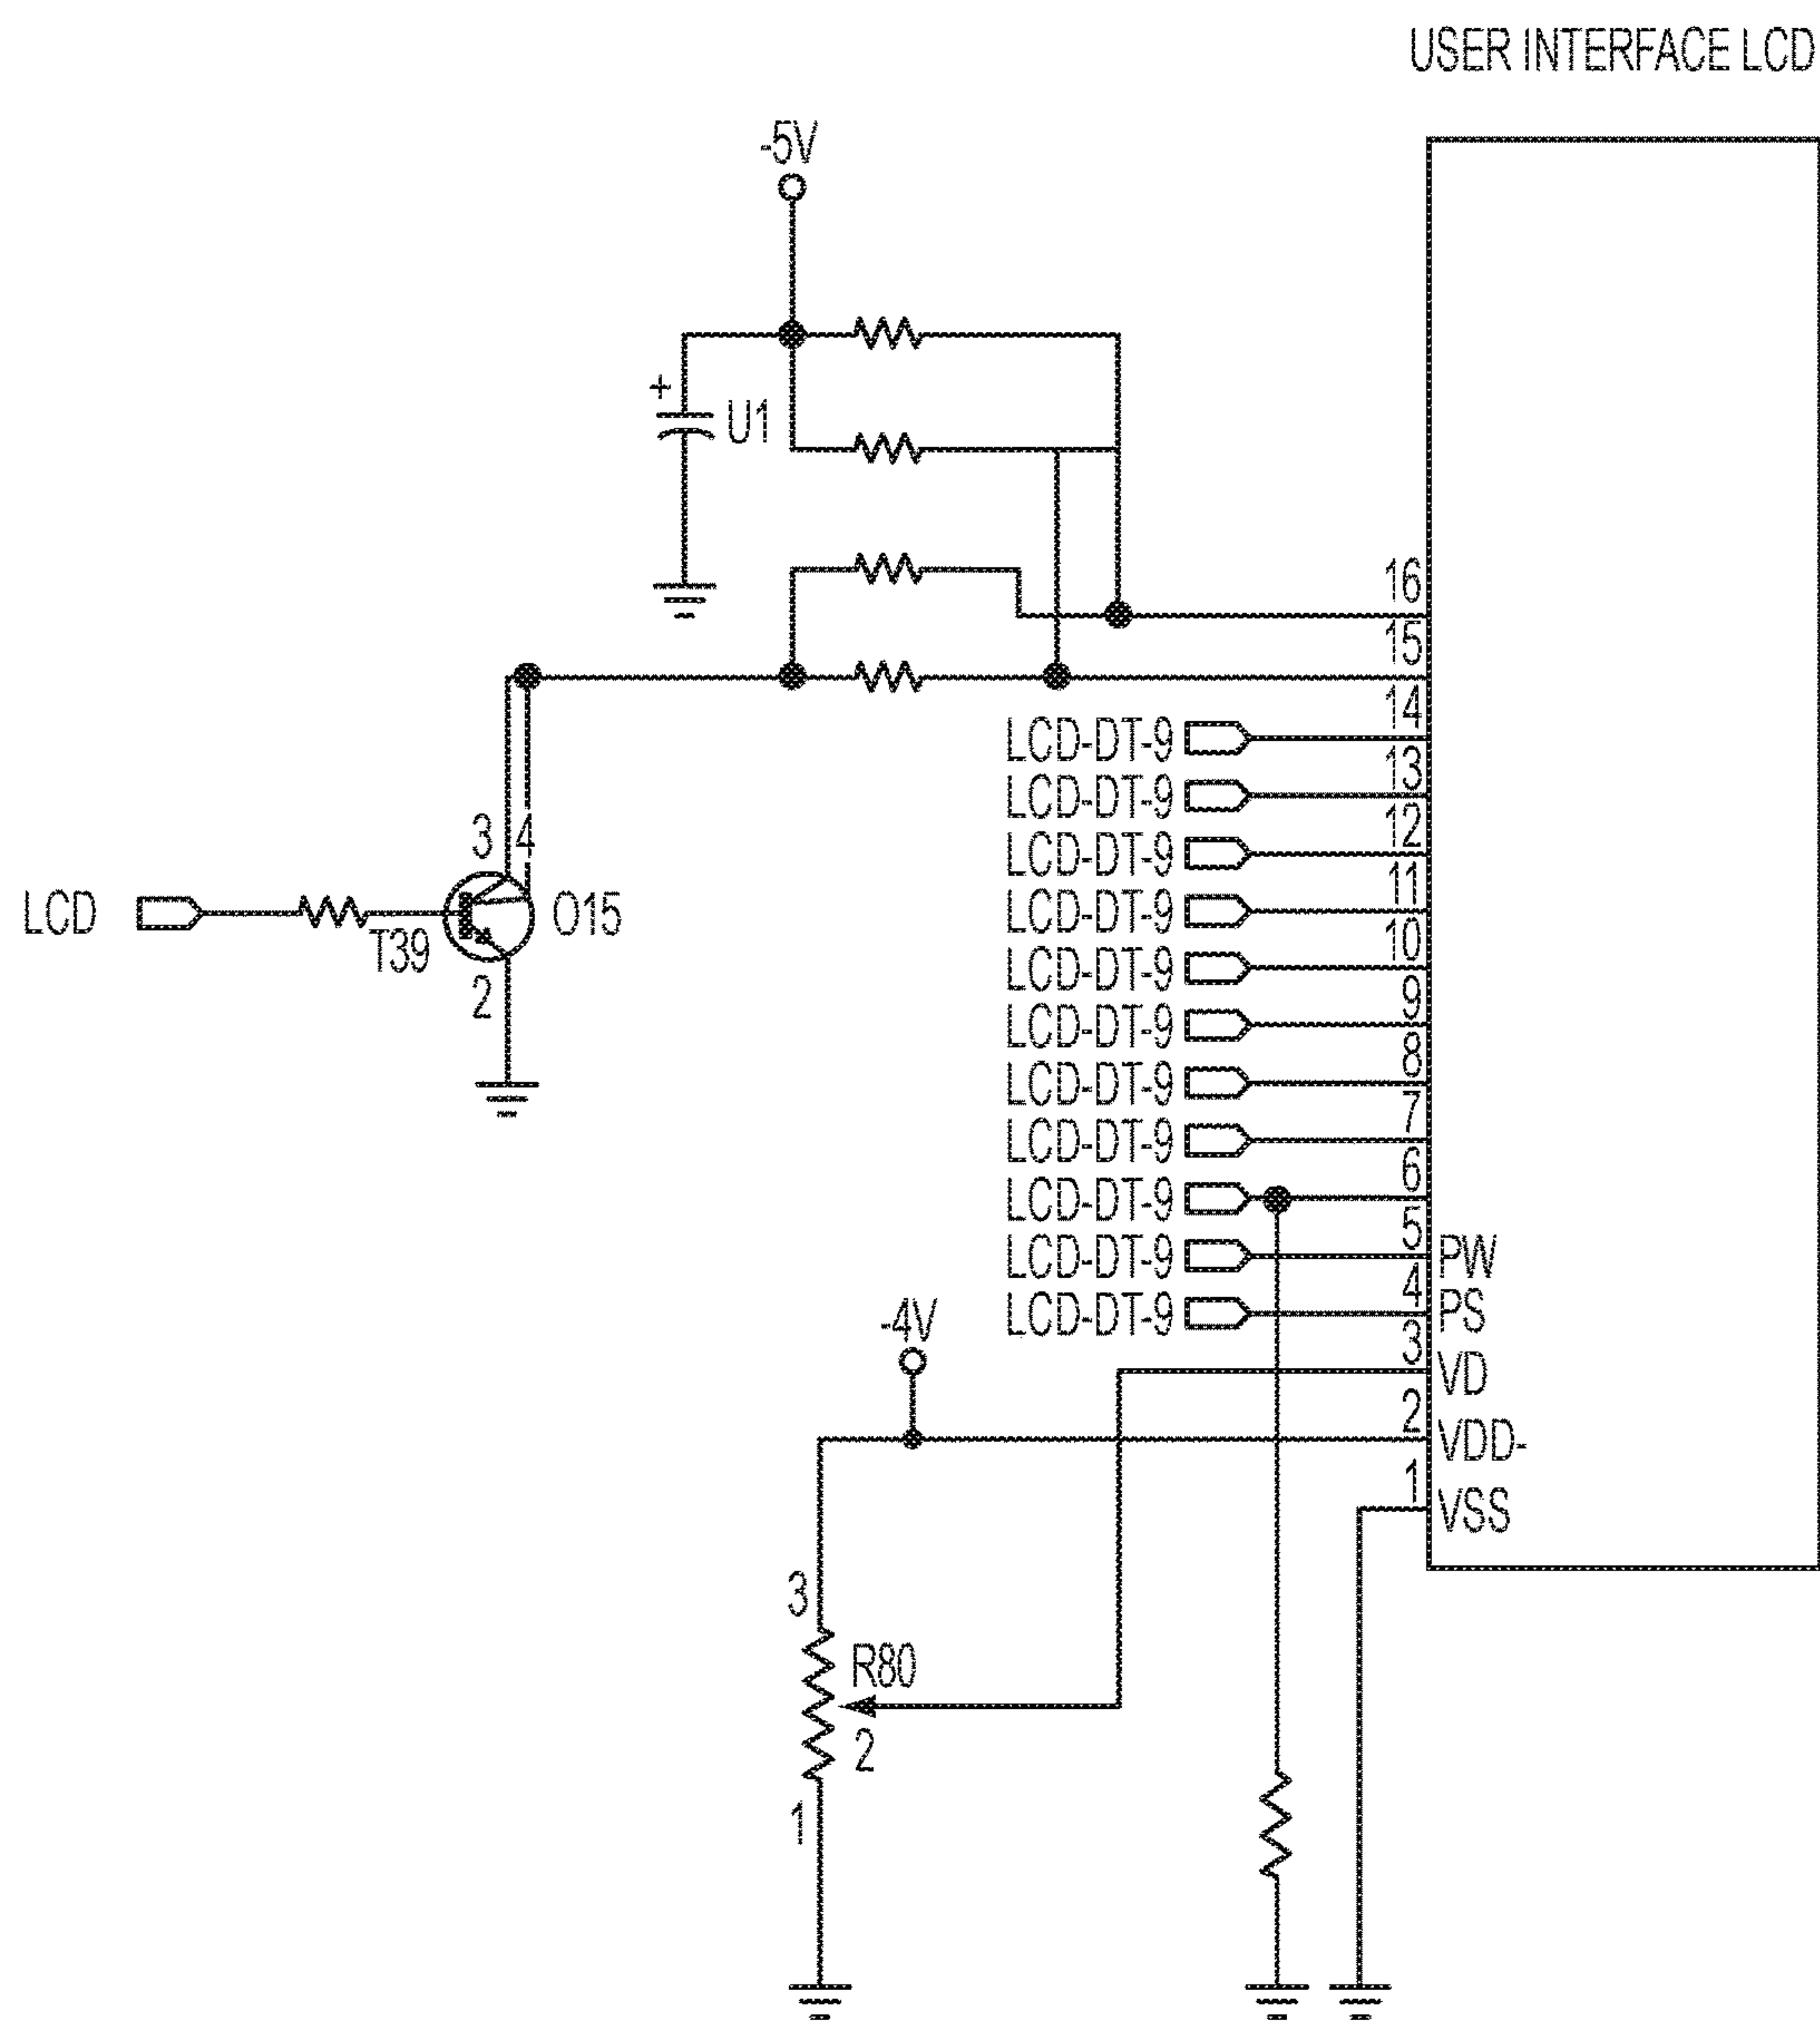 USER INTERFACE LCD
-5V
+
U1
16
15
14
LCD-DT-9
13
LCD-DT-9
12
LCD-DT-9
11
LCD-DT-9
10
LCD-DT-9
9
LCD-DT-9
8
LCD-DT-9
7
LCD-DT-9
6
LCD-DT-9
5
LCD-DT-9
PW
4
LCD-DT-9
PS
3
VD
2
VDD-
1
VSS
3 4
LCD
T39
O15
2
-4V
3
R80
2
1